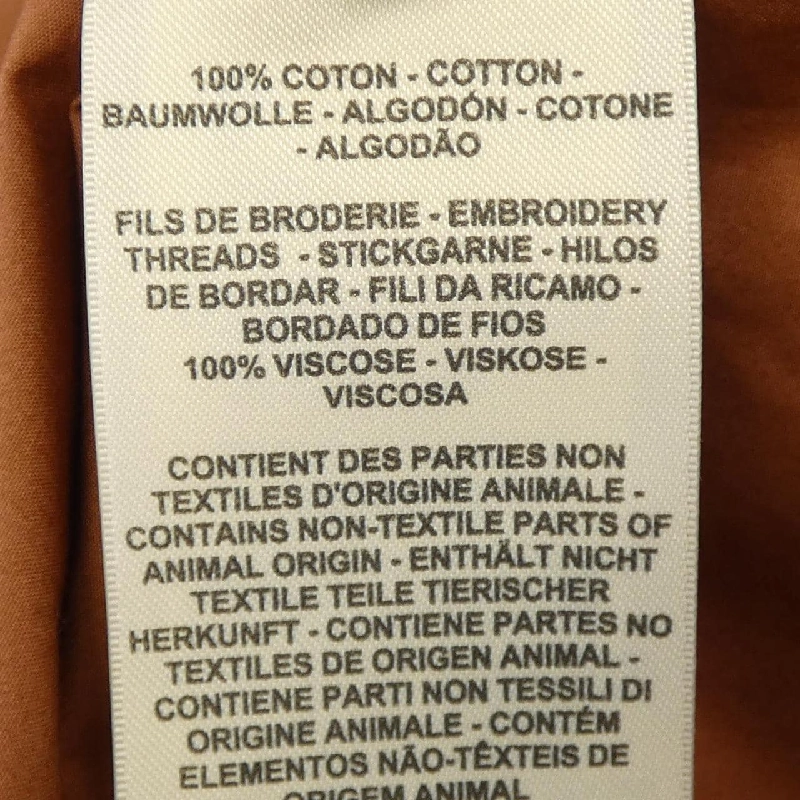 100% COTON - COTTON -
BAUMWOLLE - ALGODÓN - COTONE
- ALGODÃO
FILS DE BRODERIE - EMBROIDERY
THREADS - STICKGARNE - HILOS
DE BORDAR - FILI DA RICAMO -
BORDADO DE FIOS
100% VISCOSE - VISKOSE -
VISCOSA
CONTIENT DES PARTIES NON
TEXTILES D'ORIGINE ANIMALE -
CONTAINS NON-TEXTILE PARTS OF
ANIMAL ORIGIN - ENTHÄLT NICHT
TEXTILE TEILE TIERISCHER
HERKUNFT - CONTIENE PARTES NO
TEXTILES DE ORIGEN ANIMAL -
CONTIENE PARTI NON TESSILI DI
ORIGINE ANIMALE - CONTÉM
ELEMENTOS NÃO-TÊXTEIS DE
ORIGEM ANIMAL